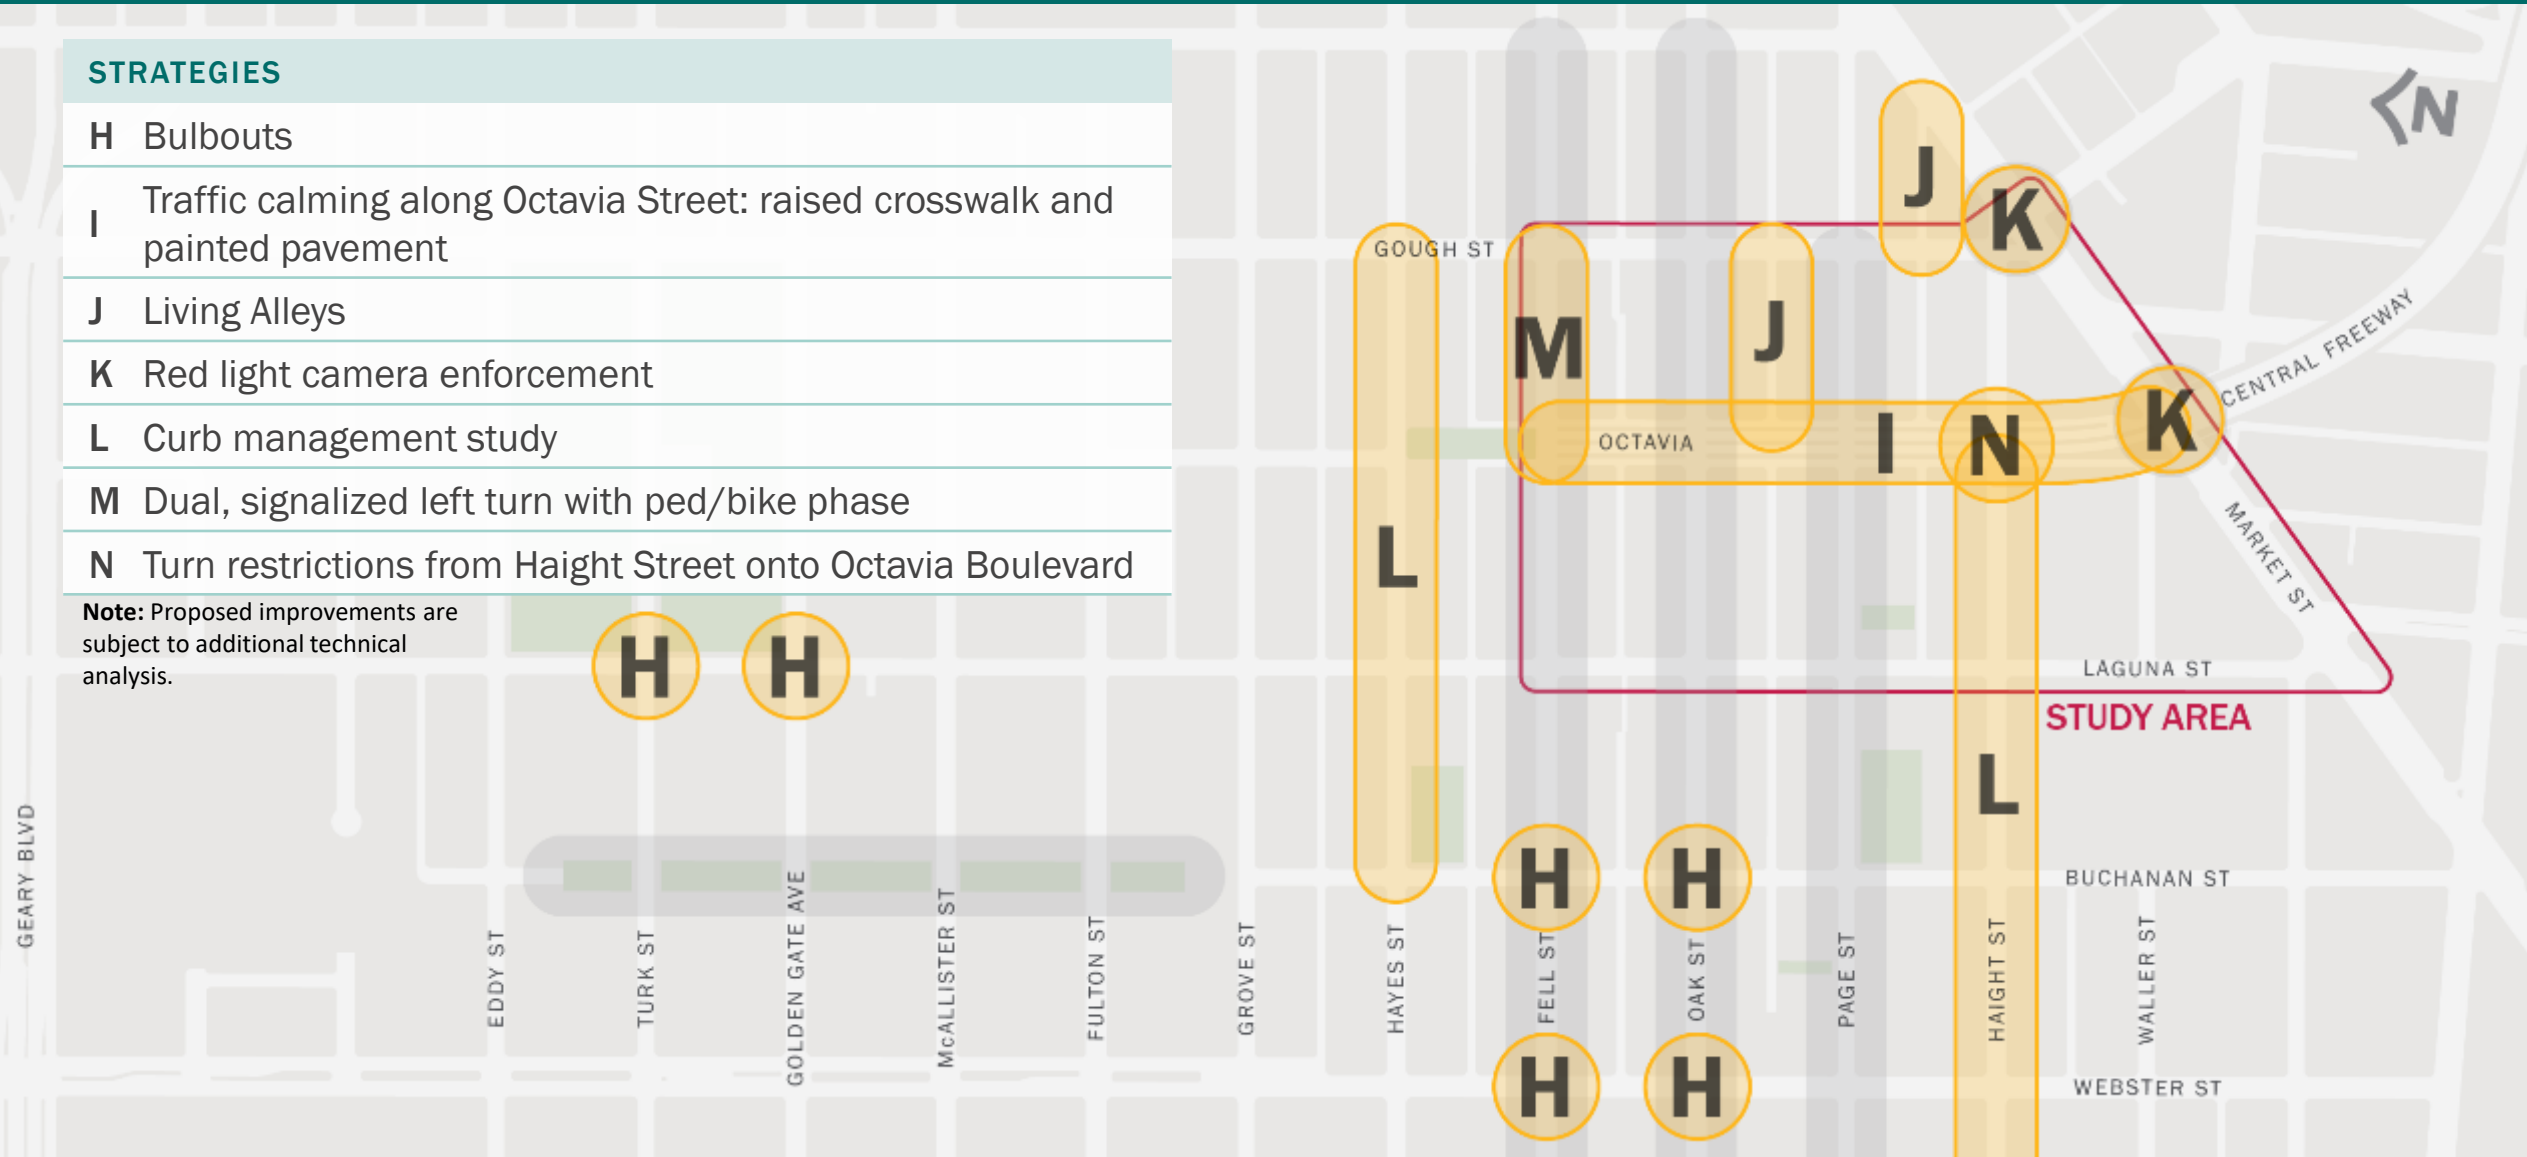 STRATEGIES
H Bulbouts
I Traffic calming along Octavia Street: raised crosswalk and
painted pavement
J Living Alleys
K Red light camera enforcement
L Curb management study
M Dual, signalized left turn with ped/bike phase
N Turn restrictions from Haight Street onto Octavia Boulevard
Note: Proposed improvements are
subject to additional technical
analysis.
N
J
K
GOUGH ST
M
J
CENTRAL FREEWAY
OCTAVIA
I
N
K
L
MARKET ST
H
H
LAGUNA ST
STUDY AREA
L
GEARY BLVD
H
H
BUCHANAN ST
EDDY ST
TURK ST
GOLDEN GATE AVE
McALLISTER ST
FULTON ST
GROVE ST
HAYES ST
FELL ST
OAK ST
PAGE ST
HAIGHT ST
WALLER ST
H
H
WEBSTER ST